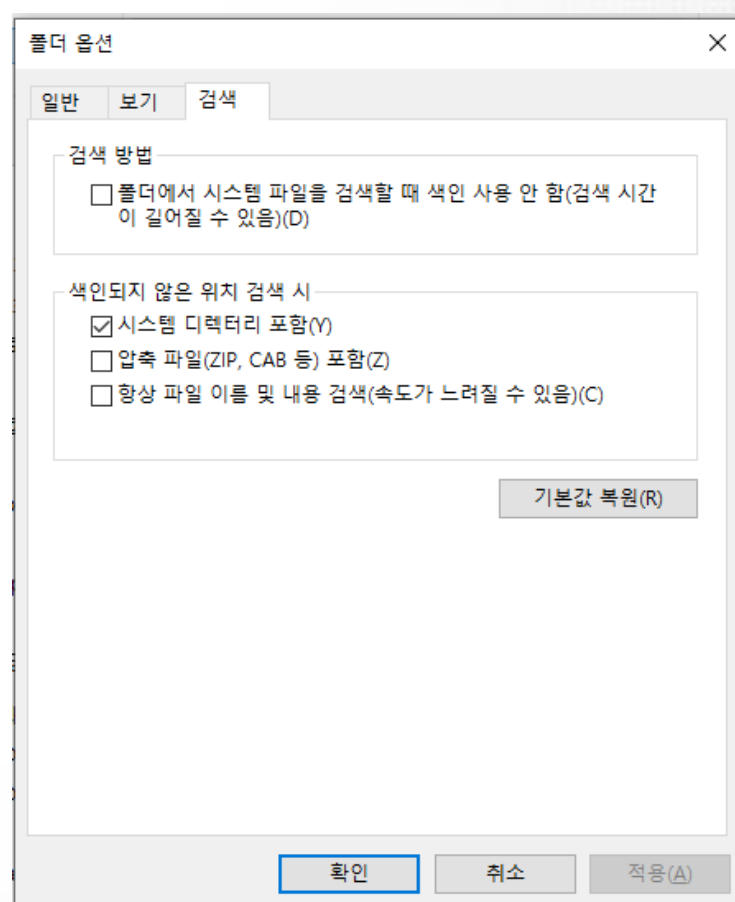 폴더 옵션
일반
보기
검색
검색 방법
폴더에서 시스템 파일을 검색할 때 색인 사용 안 함(검색 시간
이 길어질 수 있음)(D)
색인되지 않은 위치 검색 시
시스템 디렉터리 포함(Y)
압축 파일(ZIP, CAB 등) 포함(Z)
항상 파일 이름 및 내용 검색(속도가 느려질 수 있음)(C)
기본값 복원(R)
확인
취소
적용(A)